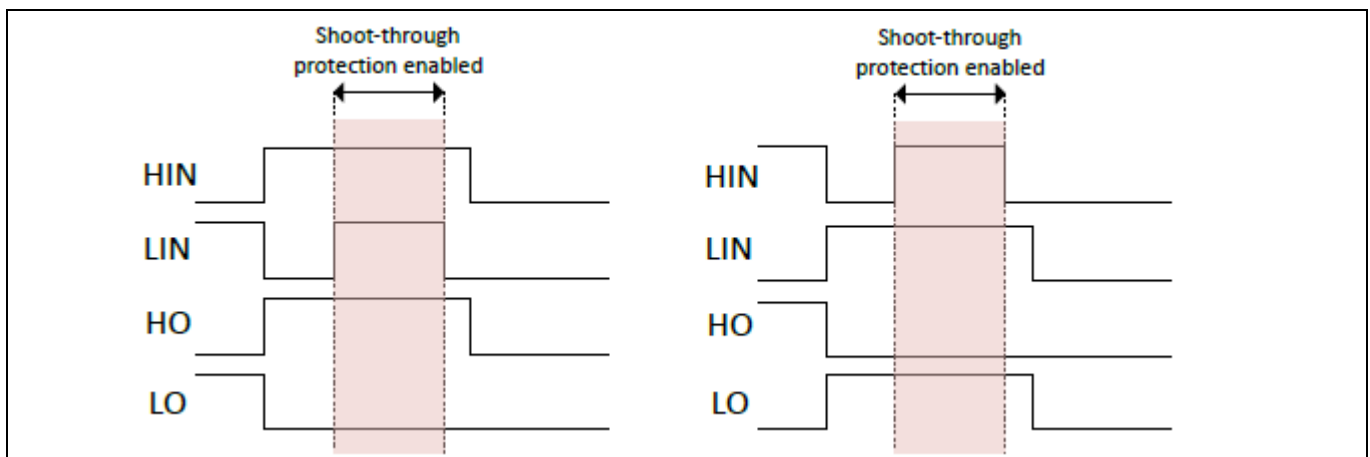 Shoot-through
protection enabled
HIN
LIN
HO
LO
Shoot-through
protection enabled
HIN
LIN
HO
LO